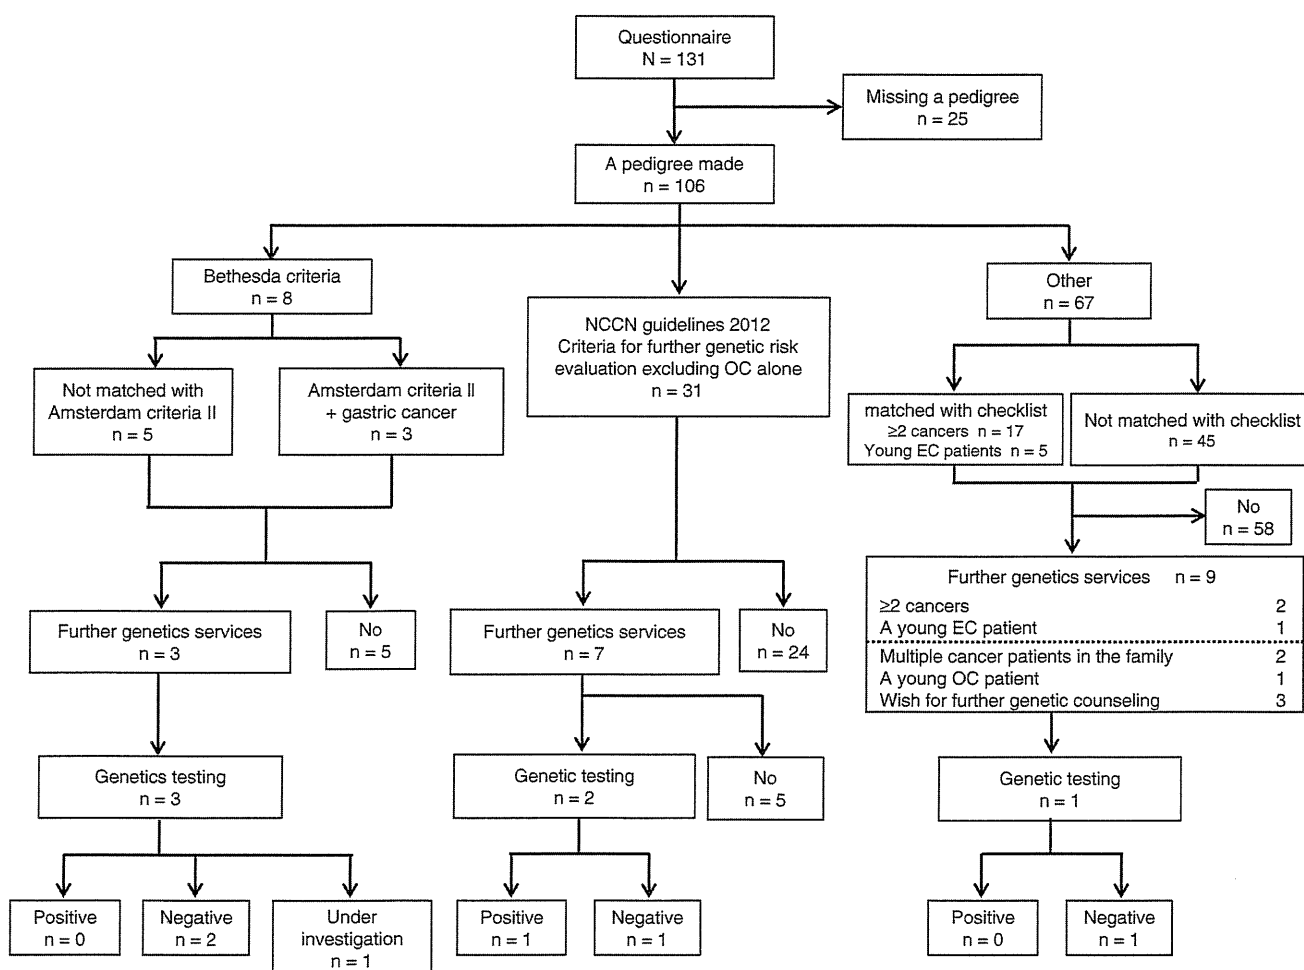 Questionnaire
N = 131
Missing a pedigree
n = 25
A pedigree made
n = 106
Bethesda criteria
n = 8
NCCN guidelines 2012
Criteria for further genetic risk
evaluation excluding OC alone
n = 31
Other
n = 67
Not matched with
Amsterdam criteria II
n = 5
Amsterdam criteria II
+ gastric cancer
n = 3
matched with checklist
≥2 cancers n = 17
Young EC patients n = 5
Not matched with checklist
n = 45
No
n = 58
Further genetics services
n = 3
No
n = 5
Further genetics services
n = 7
No
n = 24
Further genetics services n = 9
≥2 cancers 2
A young EC patient 1
Multiple cancer patients in the family 2
A young OC patient 1
Wish for further genetic counseling 3
Genetics testing
n = 3
Genetic testing
n = 2
No
n = 5
Genetic testing
n = 1
Positive
n = 0
Negative
n = 2
Under
investigation
n = 1
Positive
n = 1
Negative
n = 1
Positive
n = 0
Negative
n = 1